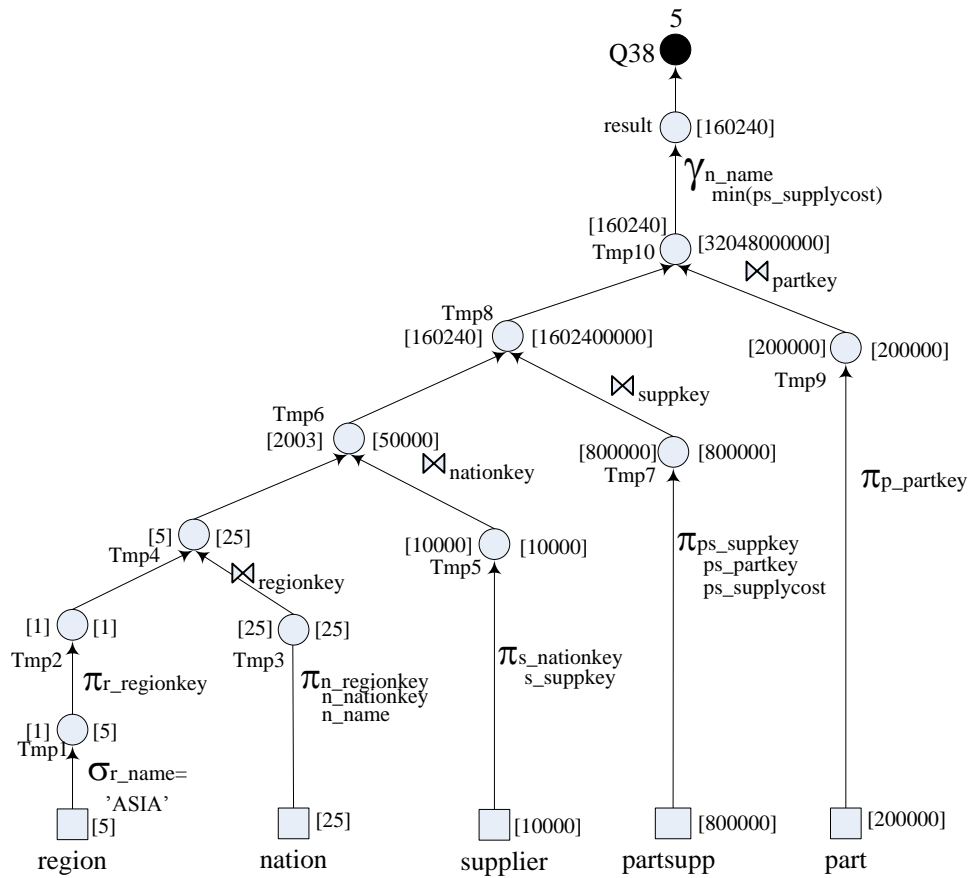 5
Q38
result [160240]
γn_name
min(ps_supplycost)
[160240]
Tmp10 [32048000000]
⋈partkey
Tmp8
[160240] [1602400000]
[200000] [200000]
Tmp9
⋈suppkey
Tmp6
[2003] [50000]
⋈nationkey
[800000] [800000]
Tmp7
πp_partkey
[5] [25]
Tmp4
[10000] [10000]
Tmp5
πps_suppkey
ps_partkey
ps_supplycost
⋈regionkey
[1] [1]
Tmp2
[25] [25]
Tmp3
πs_nationkey
s_suppkey
πr_regionkey
πn_regionkey
n_nationkey
n_name
[1] [5]
Tmp1
σr_name=
'ASIA'
[5] [25] [10000] [800000] [200000]
region nation supplier partsupp part